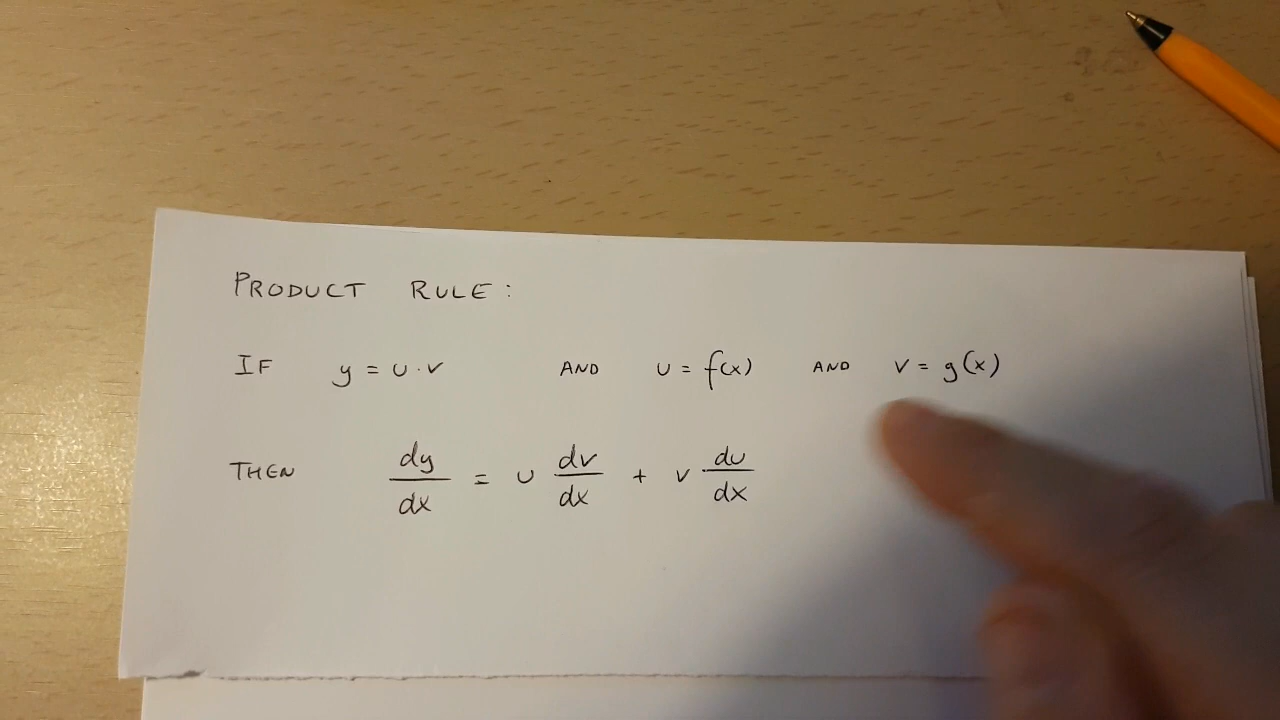 PRODUCT RULE:
IF y = u·v AND u = f(x) AND v = g(x)
THEN dy/dx = u dv/dx + v du/dx